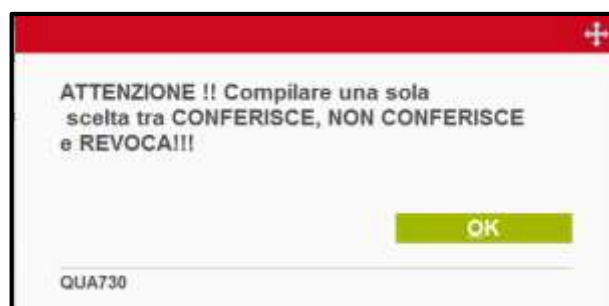 ATTENZIONE !! Compilare una sola
scelta tra CONFERISCE, NON CONFERISCE
e REVOCA!!!
OK
QUA730